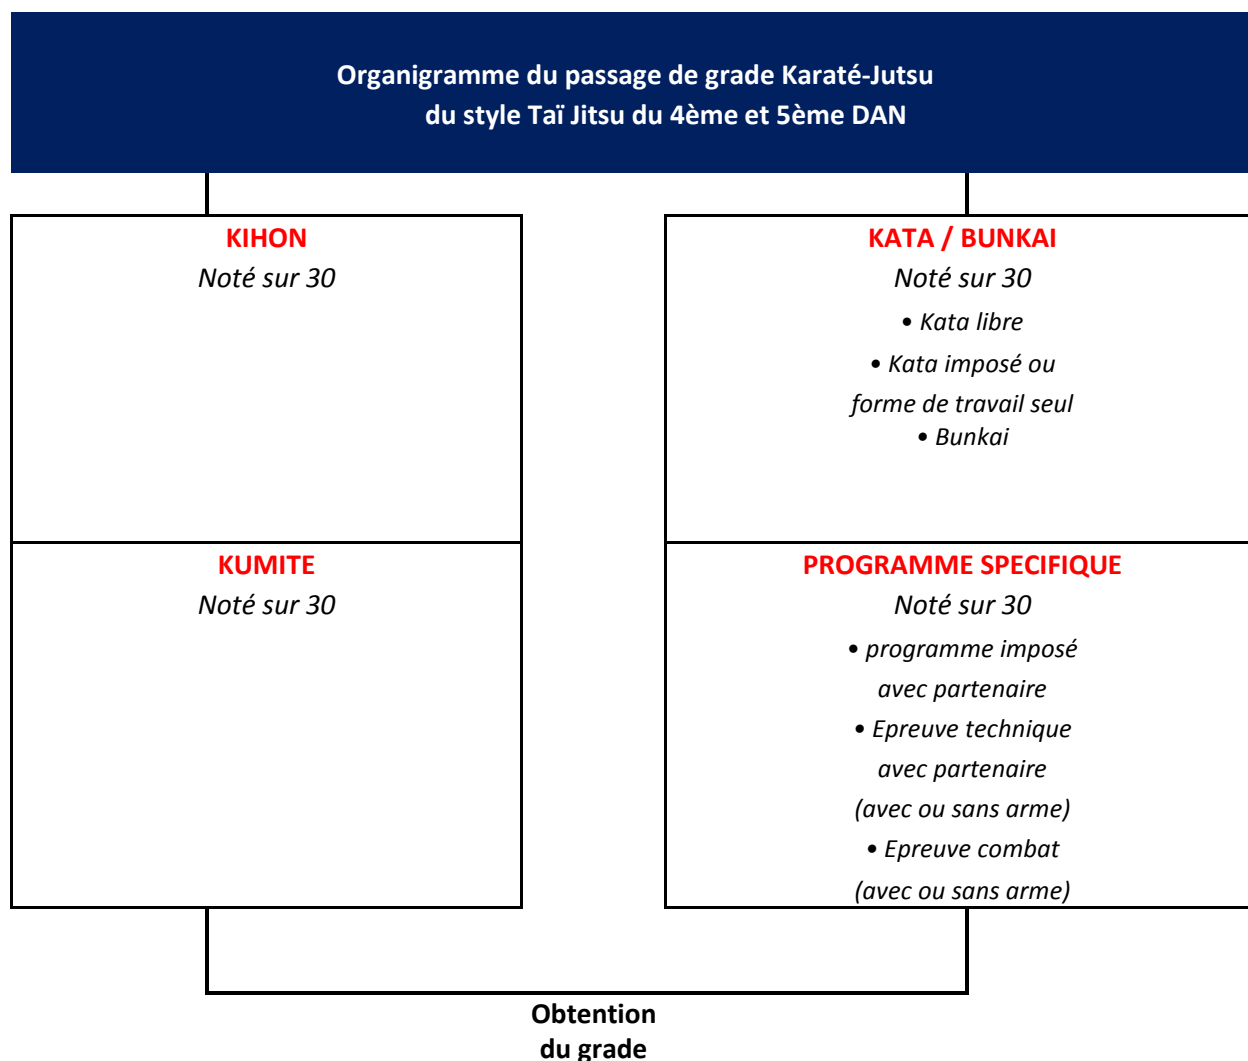 Organigramme du passage de grade Karaté-Jutsu
du style Taï Jitsu du 4ème et 5ème DAN
KIHON
Noté sur 30
KATA / BUNKAI
Noté sur 30
• Kata libre
• Kata imposé ou
forme de travail seul
• Bunkai
KUMITE
Noté sur 30
PROGRAMME SPECIFIQUE
Noté sur 30
• programme imposé
avec partenaire
• Epreuve technique
avec partenaire
(avec ou sans arme)
• Epreuve combat
(avec ou sans arme)
Obtention
du grade